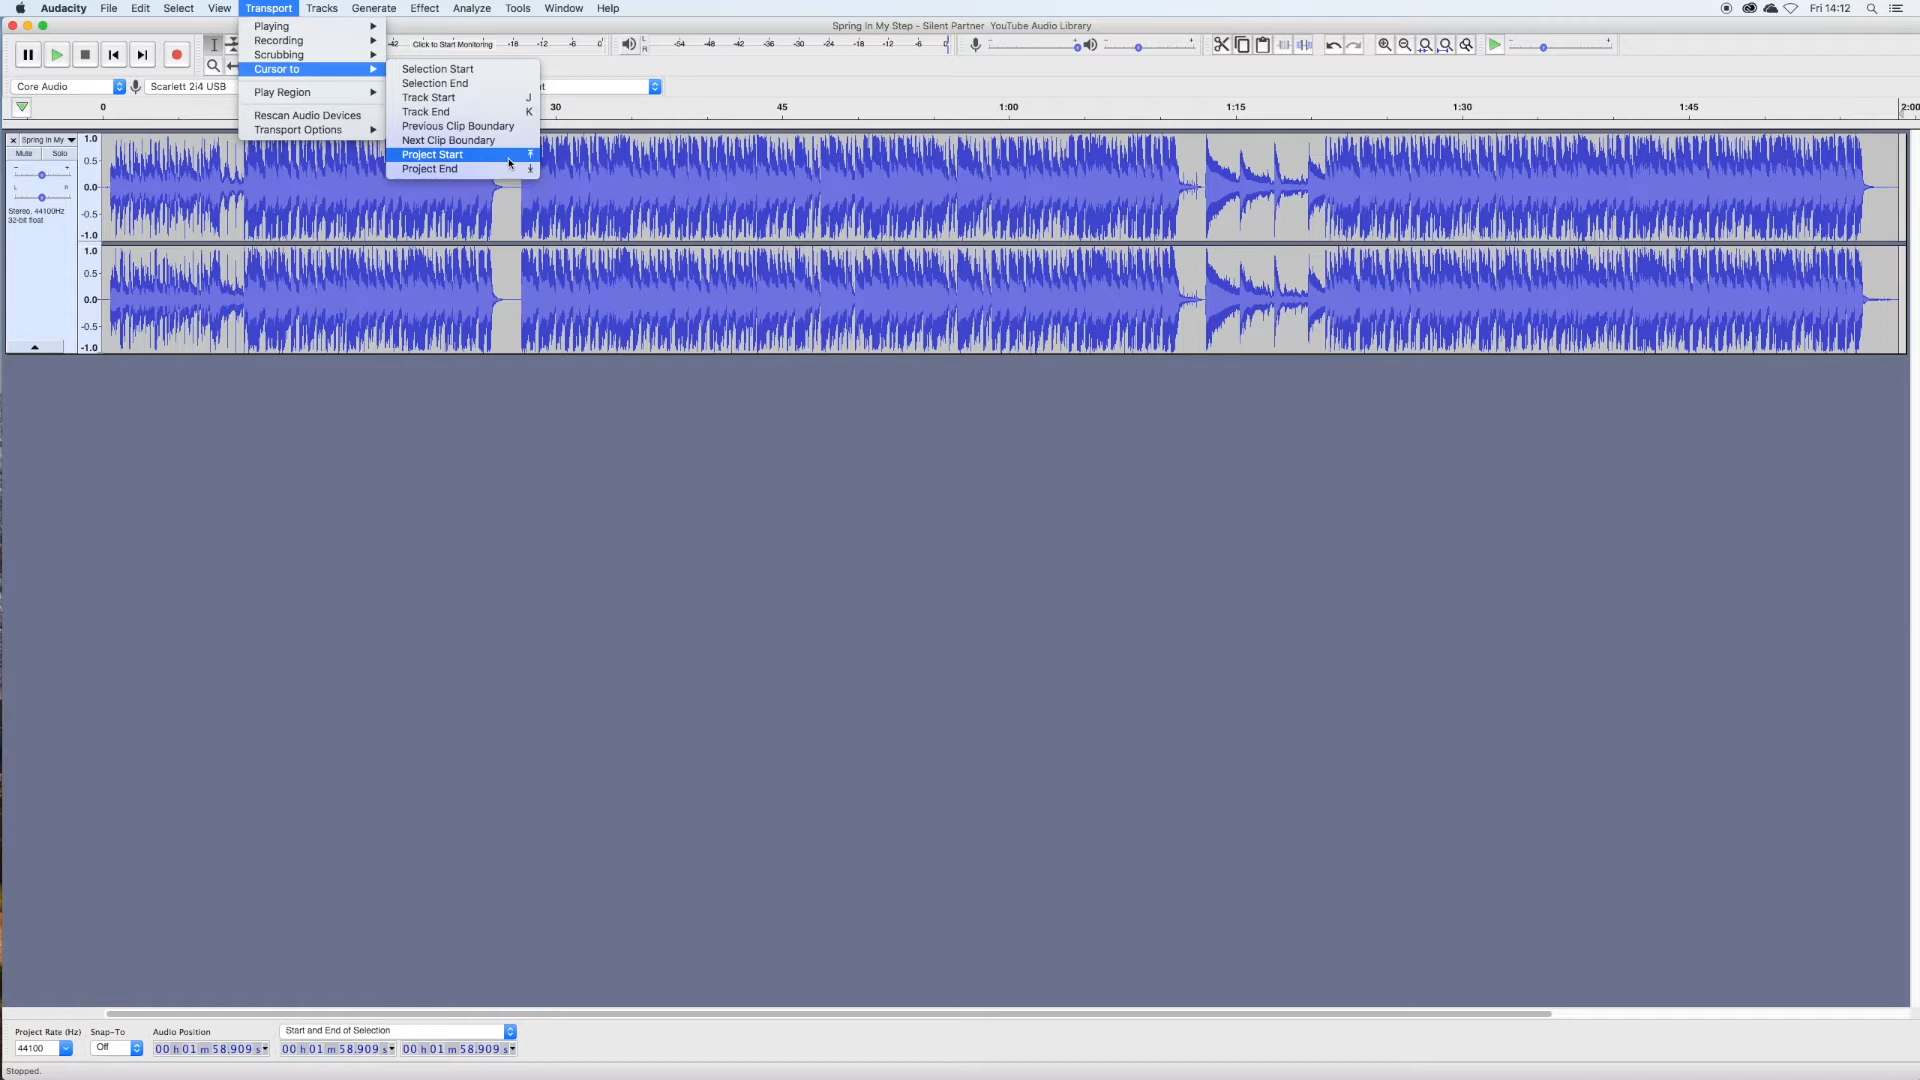 Audacity File Edit Select View Transport Tracks Generate Effect Analyze Tools Window Help Fri 14:12
Spring In My Step - Silent Partner YouTube Audio Library
Playing
Recording
Scrubbing
Cursor to
Play Region
Rescan Audio Devices
Transport Options
Selection Start
Selection End
Track Start J
Track End K
Previous Clip Boundary
Next Clip Boundary
Project Start
Project End
-42 Click to Start Monitoring -18 -12 -6 0
L
R
-54 -48 -42 -36 -30 -24 -18 -12 -6 0
- + - +
- +
Core Audio Scarlett 2i4 USB
0 30 45 1:00 1:15 1:30 1:45 2:00
Spring In My
Mute Solo
- +
L R
Stereo, 44100Hz
32-bit float
1.0
0.5
0.0
-0.5
-1.0
1.0
0.5
0.0
-0.5
-1.0
Project Rate (Hz) Snap-To Audio Position Start and End of Selection
44100 Off 00 h 01 m 58.909 s 00 h 01 m 58.909 s 00 h 01 m 58.909 s
Stopped.